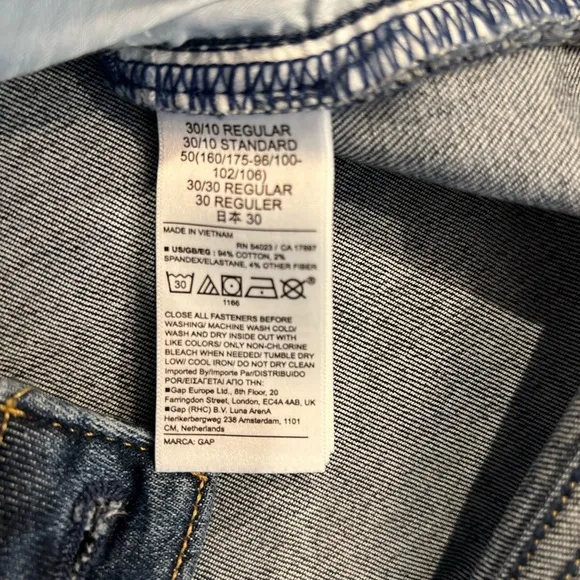 30/10 REGULAR
30/10 STANDARD
50(160/175-96/100-
102/106)
30/30 REGULAR
30 REGULER
日本 30
MADE IN VIETNAM
RN 54023 / CA 17897
■ US/GB/EG : 94% COTTON, 2%
SPANDEX/ELASTANE, 4% OTHER FIBER
30
1166
CLOSE ALL FASTENERS BEFORE
WASHING/ MACHINE WASH COLD/
WASH AND DRY INSIDE OUT WITH
LIKE COLORS/ ONLY NON-CHLORINE
BLEACH WHEN NEEDED/ TUMBLE DRY
LOW/ COOL IRON/ DO NOT DRY CLEAN
Imported By/Importe Par/DISTRIBUIDO
POR/ΕΙΣΑΓΕΤΑΙ ΑΠΟ ΤΗΝ:
■Gap Europe Ltd., 8th Floor, 20
Farringdon Street, London, EC4A 4AB, UK
■Gap (RHC) B.V. Luna ArenA
Herikerbergweg 238 Amsterdam, 1101
CM, Netherlands
MARCA: GAP